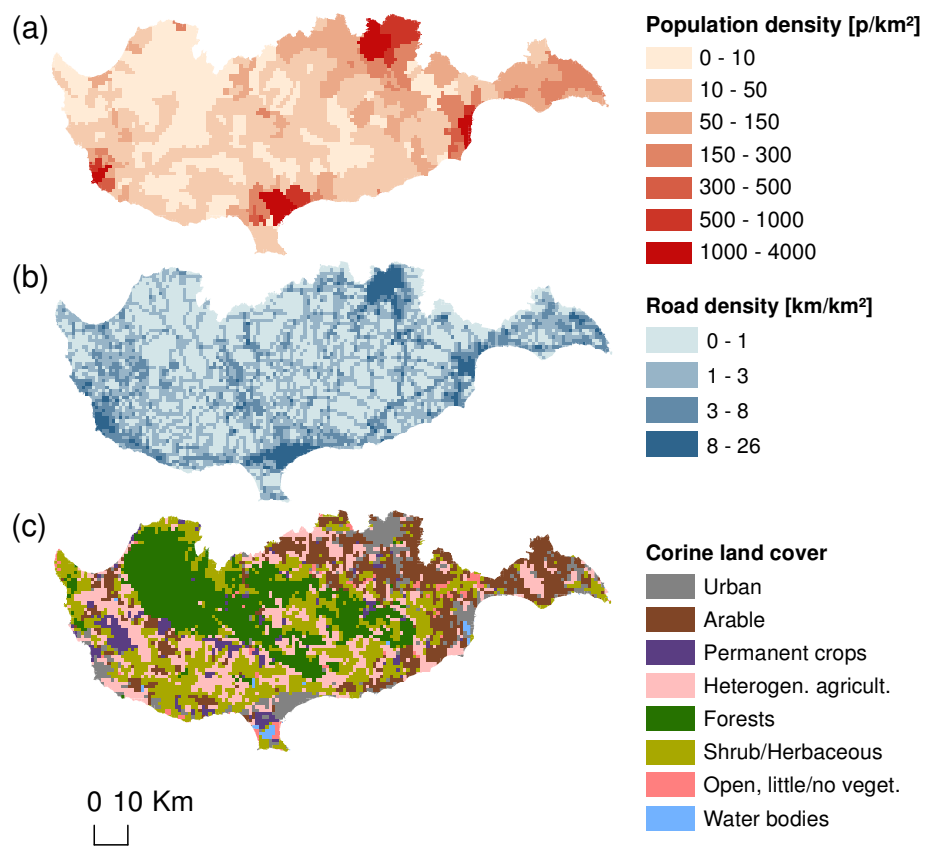 (a)
Population density [p/km²]
0 - 10
10 - 50
50 - 150
150 - 300
300 - 500
500 - 1000
1000 - 4000
(b)
Road density [km/km²]
0 - 1
1 - 3
3 - 8
8 - 26
(c)
Corine land cover
Urban
Arable
Permanent crops
Heterogen. agricult.
Forests
Shrub/Herbaceous
Open, little/no veget.
Water bodies
0 10 Km